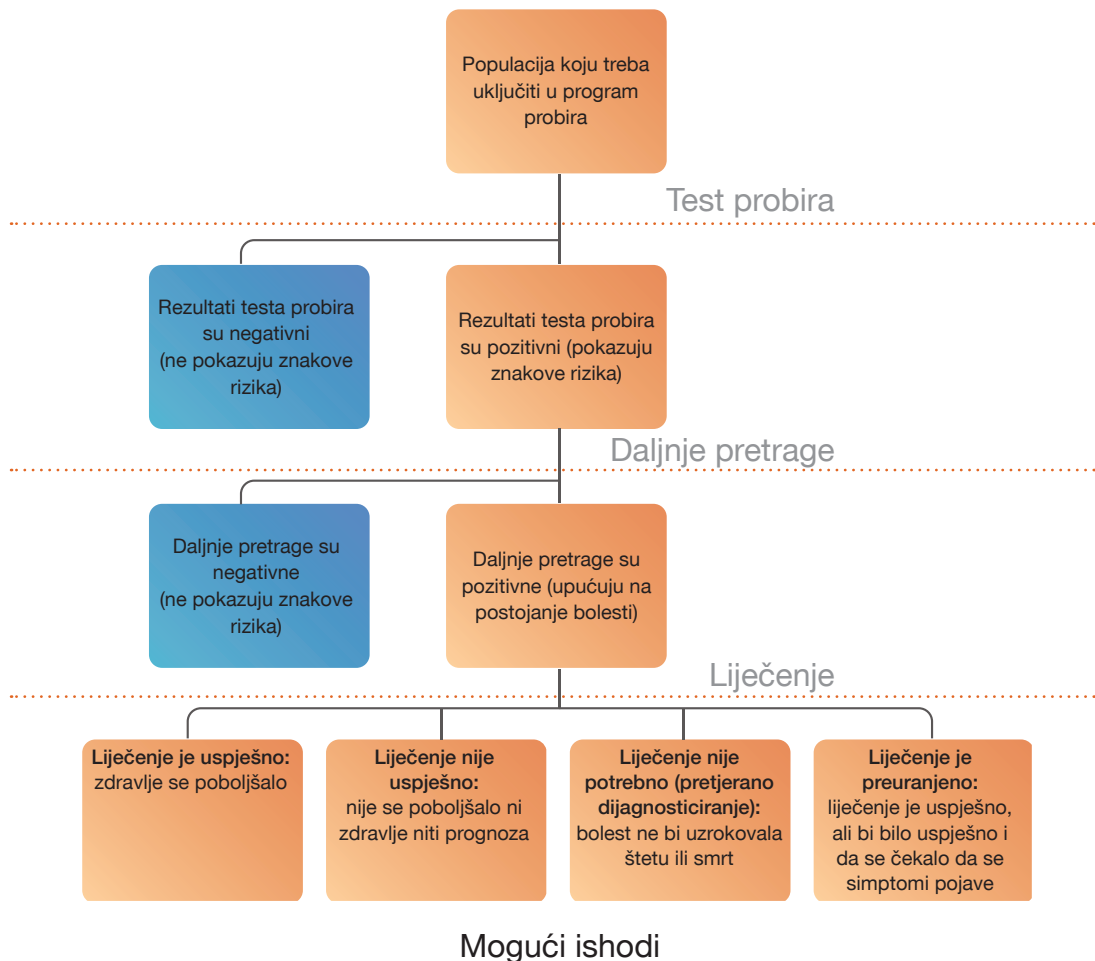 Populacija koju treba
uključiti u program
probira
Test probira
Rezultati testa probira
su negativni
(ne pokazuju znakove
rizika)
Rezultati testa probira
su pozitivni (pokazuju
znakove rizika)
Daljnje pretrage
Daljnje pretrage su
negativne
(ne pokazuju znakove
rizika)
Daljnje pretrage su
pozitivne (upućuju na
postojanje bolesti)
Liječenje
Liječenje je uspješno:
zdravlje se poboljšalo
Liječenje nije
uspješno:
nije se poboljšalo ni
zdravlje niti prognoza
Liječenje nije
potrebno (pretjerano
dijagnosticiranje):
bolest ne bi uzrokovala
štetu ili smrt
Liječenje je
preuranjeno:
liječenje je uspješno,
ali bi bilo uspješno i
da se čekalo da se
simptomi pojave
Mogući ishodi